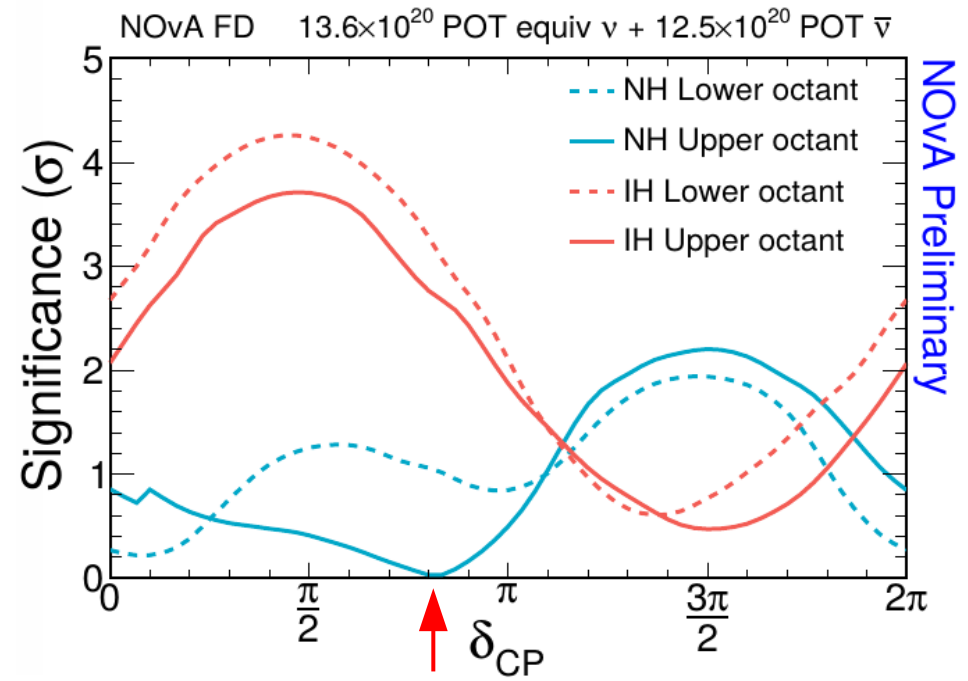 NOvA FD 13.6×10²⁰ POT equiv ν + 12.5×10²⁰ POT ν̅
5
NH Lower octant
NH Upper octant
IH Lower octant
IH Upper octant
4
3
2
1
0
Significance (σ)
NOvA Preliminary
0
π/2
π
3π/2
2π
δCP